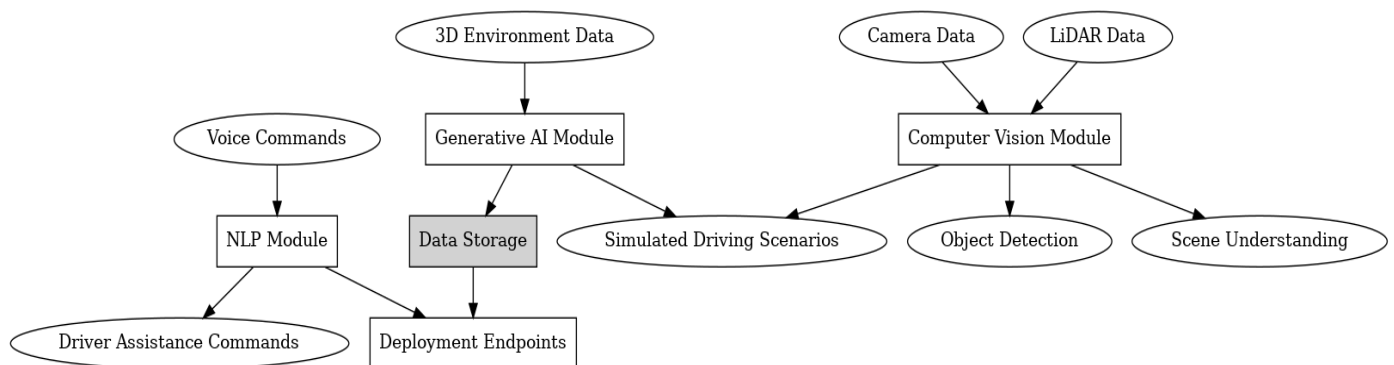 3D Environment Data
Camera Data
LiDAR Data
Voice Commands
Generative AI Module
Computer Vision Module
NLP Module
Data Storage
Simulated Driving Scenarios
Object Detection
Scene Understanding
Driver Assistance Commands
Deployment Endpoints